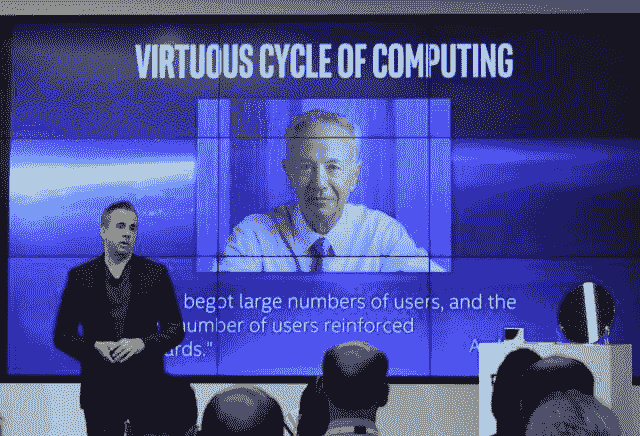 VIRTUOUS CYCLE OF COMPUTING
begot large numbers of users, and the
number of users reinforced
ards."